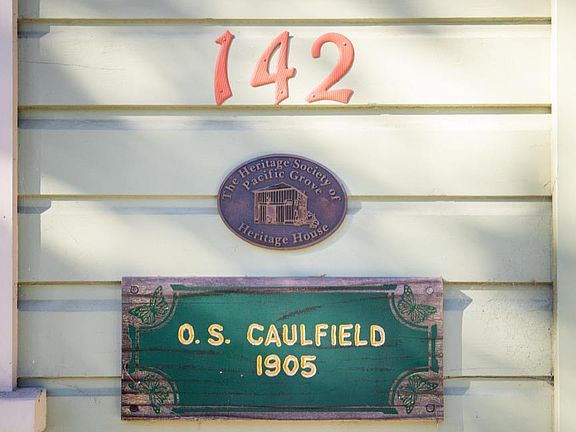 142
The Heritage Society of
Pacific Grove
Heritage House
O. S. CAULFIELD
1905